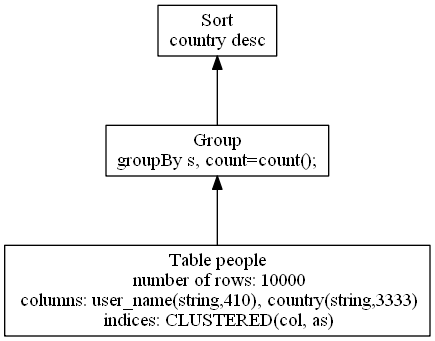 Sort
country desc
Group
groupBy s, count=count();
Table people
number of rows: 10000
columns: user_name(string,410), country(string,3333)
indices: CLUSTERED(col, as)